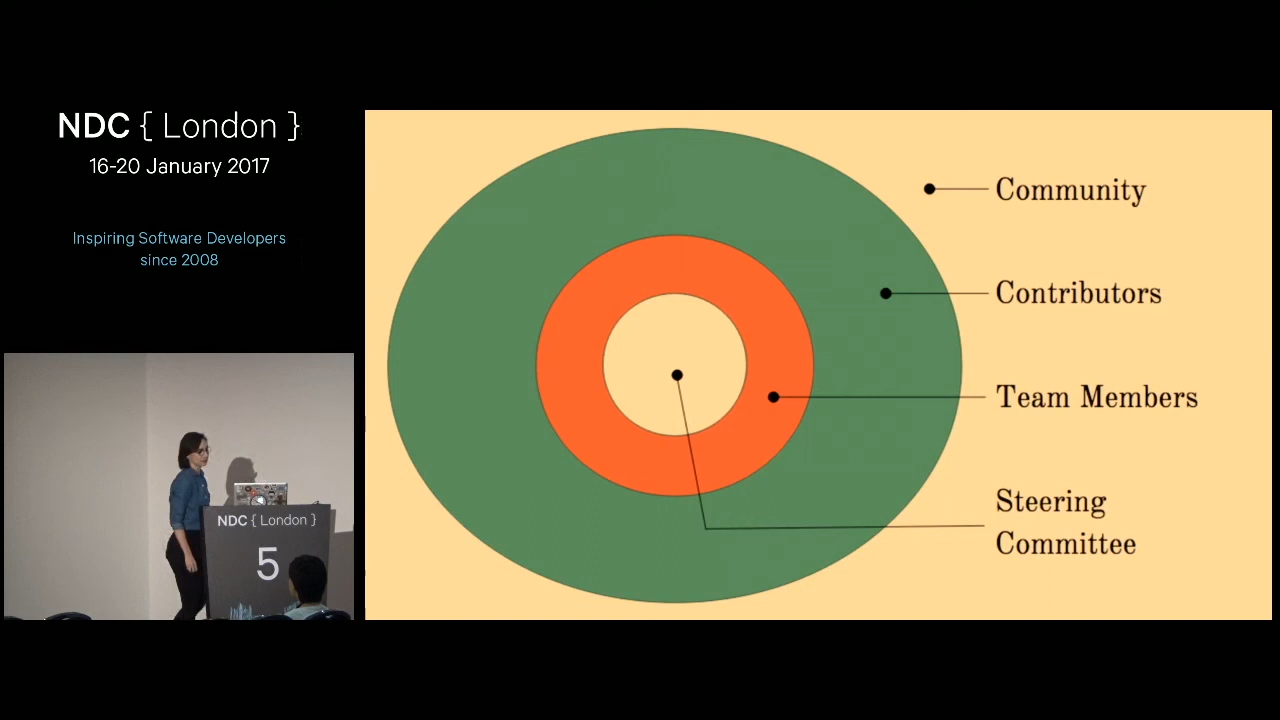 NDC { London }
16-20 January 2017
Inspiring Software Developers
since 2008
NDC { London }
5
Community
Contributors
Team Members
Steering
Committee